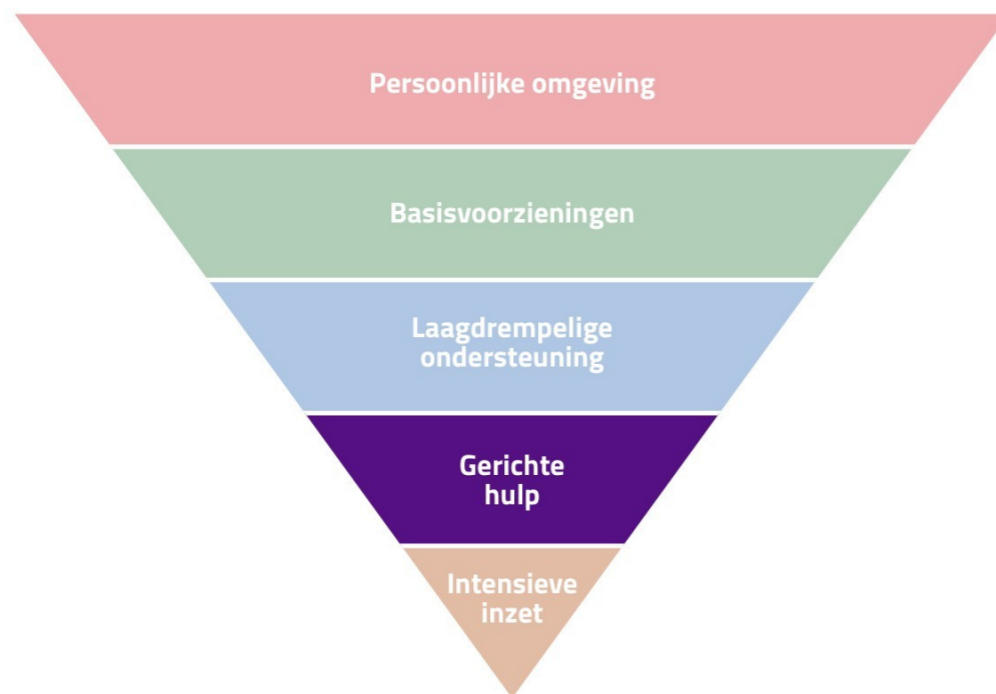 Persoonlijke omgeving
Basisvoorzieningen
Laagdrempelige
ondersteuning
Gerichte
hulp
Intensieve
inzet